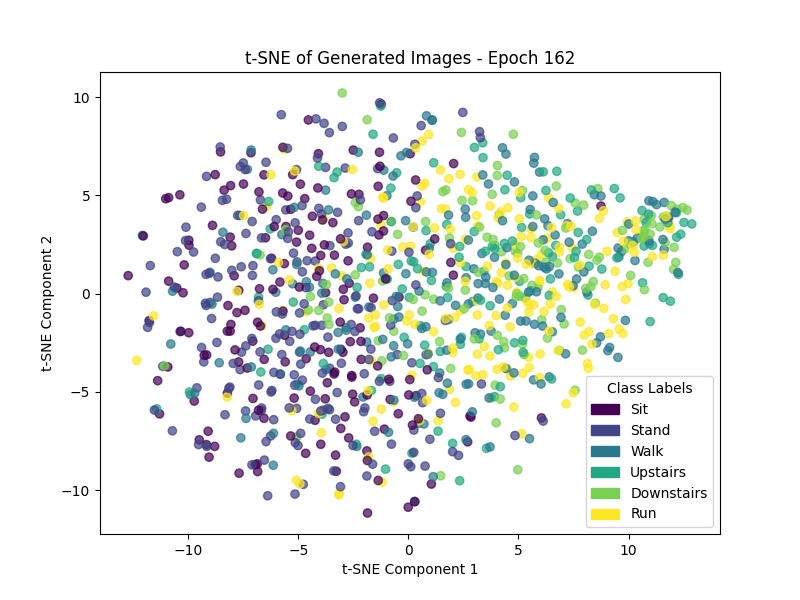 t-SNE of Generated Images - Epoch 162
t-SNE Component 2
10
5
0
−5
−10
−10
−5
0
5
10
t-SNE Component 1
Class Labels
Sit
Stand
Walk
Upstairs
Downstairs
Run